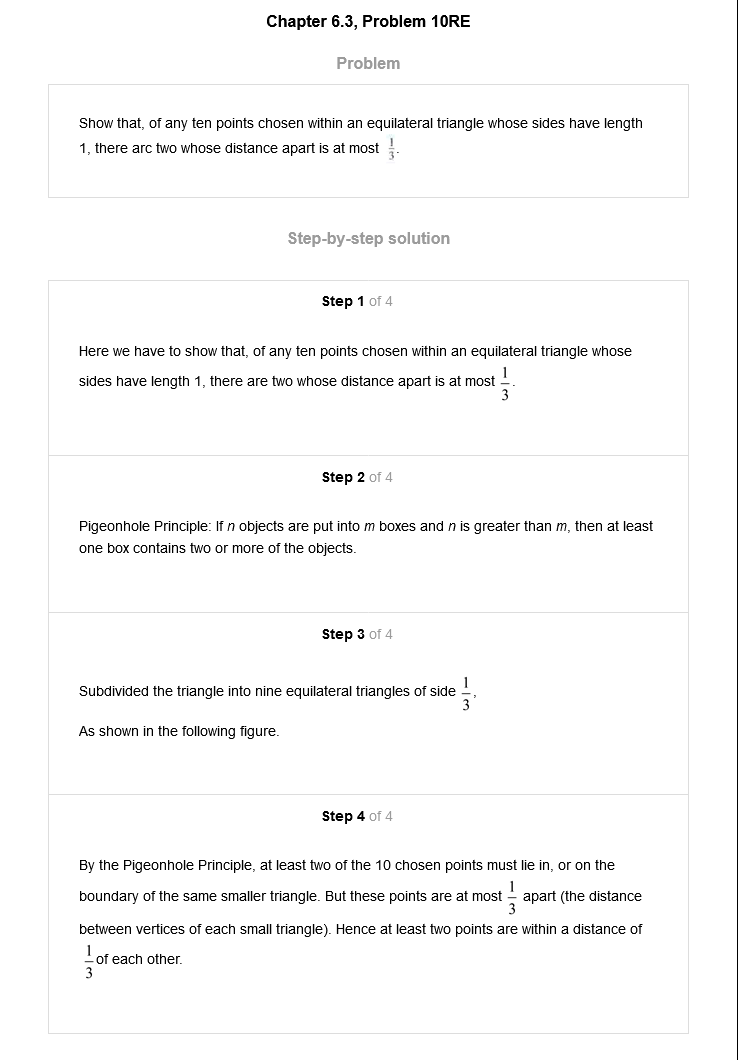 Chapter 6.3, Problem 10RE
Problem
Show that, of any ten points chosen within an equilateral triangle whose sides have length
1, there arc two whose distance apart is at most 1/3.
Step-by-step solution
Step 1 of 4
Here we have to show that, of any ten points chosen within an equilateral triangle whose
sides have length 1, there are two whose distance apart is at most 1/3.
Step 2 of 4
Pigeonhole Principle: If n objects are put into m boxes and n is greater than m, then at least
one box contains two or more of the objects.
Step 3 of 4
Subdivided the triangle into nine equilateral triangles of side 1/3,
As shown in the following figure.
Step 4 of 4
By the Pigeonhole Principle, at least two of the 10 chosen points must lie in, or on the
boundary of the same smaller triangle. But these points are at most 1/3 apart (the distance
between vertices of each small triangle). Hence at least two points are within a distance of
1/3 of each other.